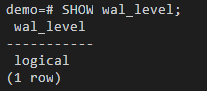 demo=# SHOW wal_level;
 wal_level
-----------
 logical
(1 row)